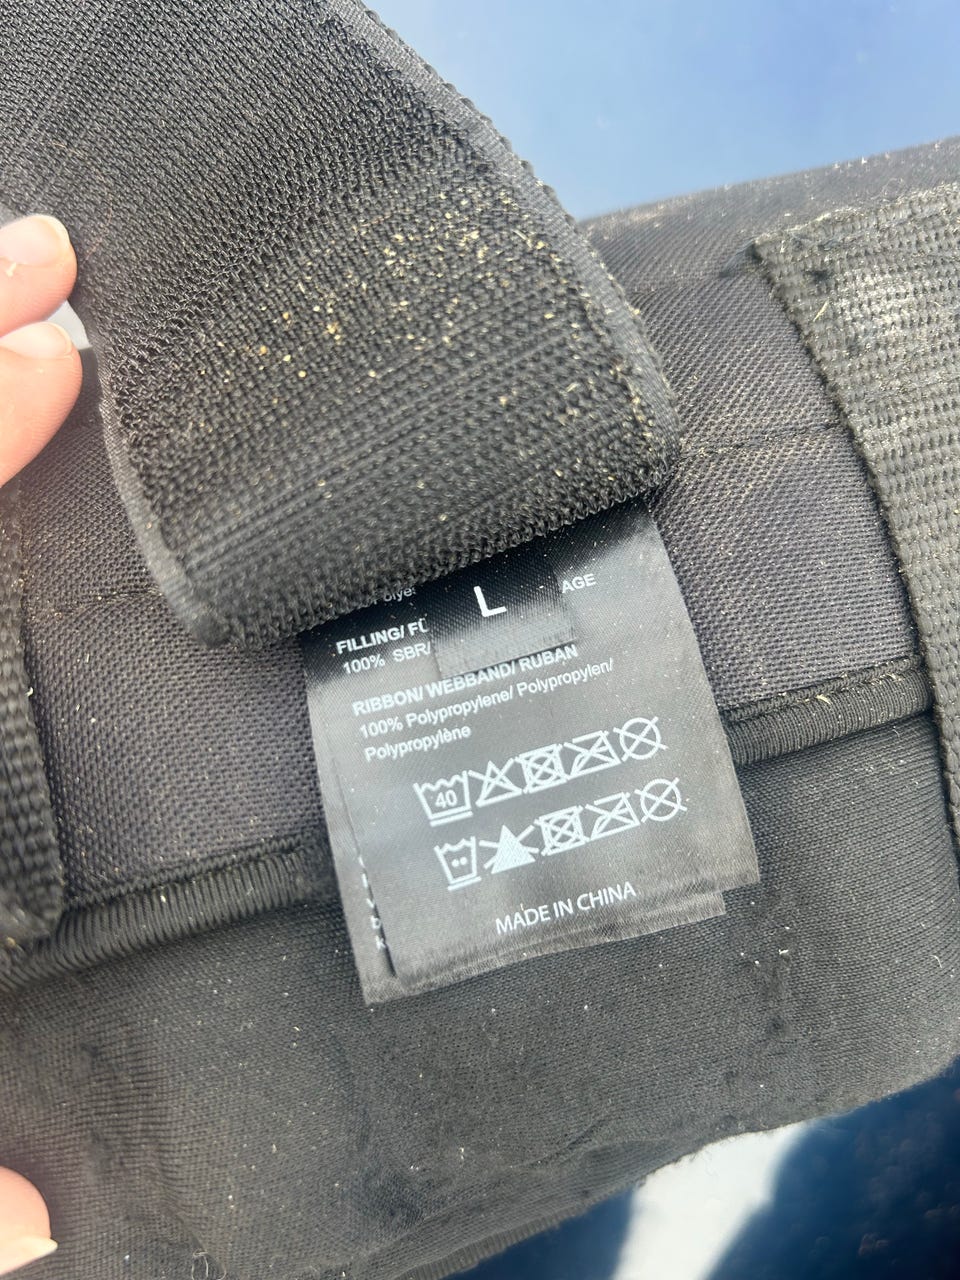 L
AGE
FILLING/
100% SBR/
RIBBON/ WEBBAND/ RUBAN
100% Polypropylene/ Polypropylen/
Polypropylène
40
MADE IN CHINA